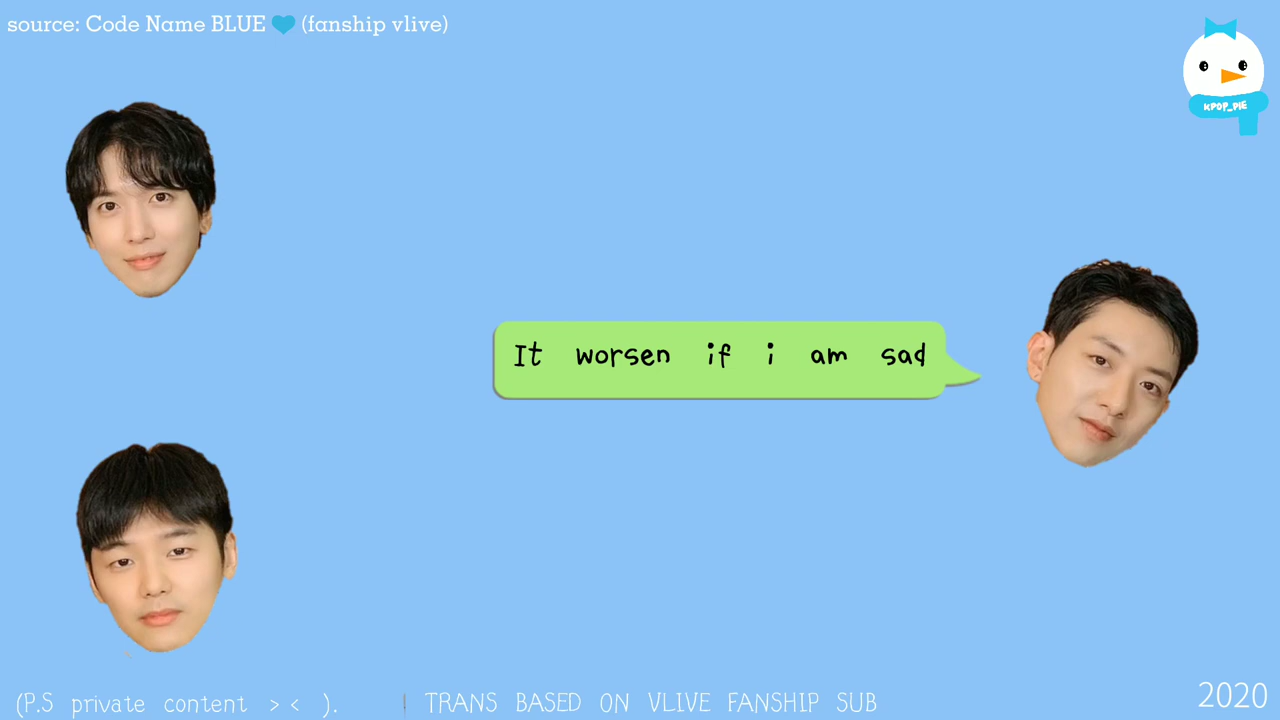 source: Code Name BLUE 💙 (fanship vlive)
KPOP_PIE
It worsen if i am sad
(P.S private content > < ). | TRANS BASED ON VLIVE FANSHIP SUB
2020